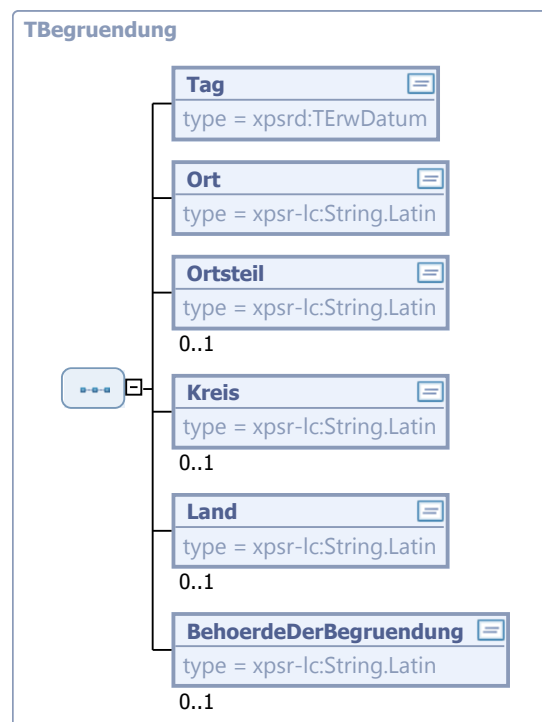 TBegruendung
Tag
type = xpsrd:TErwDatum
Ort
type = xpsr-lc:String.Latin
Ortsteil
type = xpsr-lc:String.Latin
0..1
Kreis
type = xpsr-lc:String.Latin
0..1
Land
type = xpsr-lc:String.Latin
0..1
BehoerdeDerBegruendung
type = xpsr-lc:String.Latin
0..1